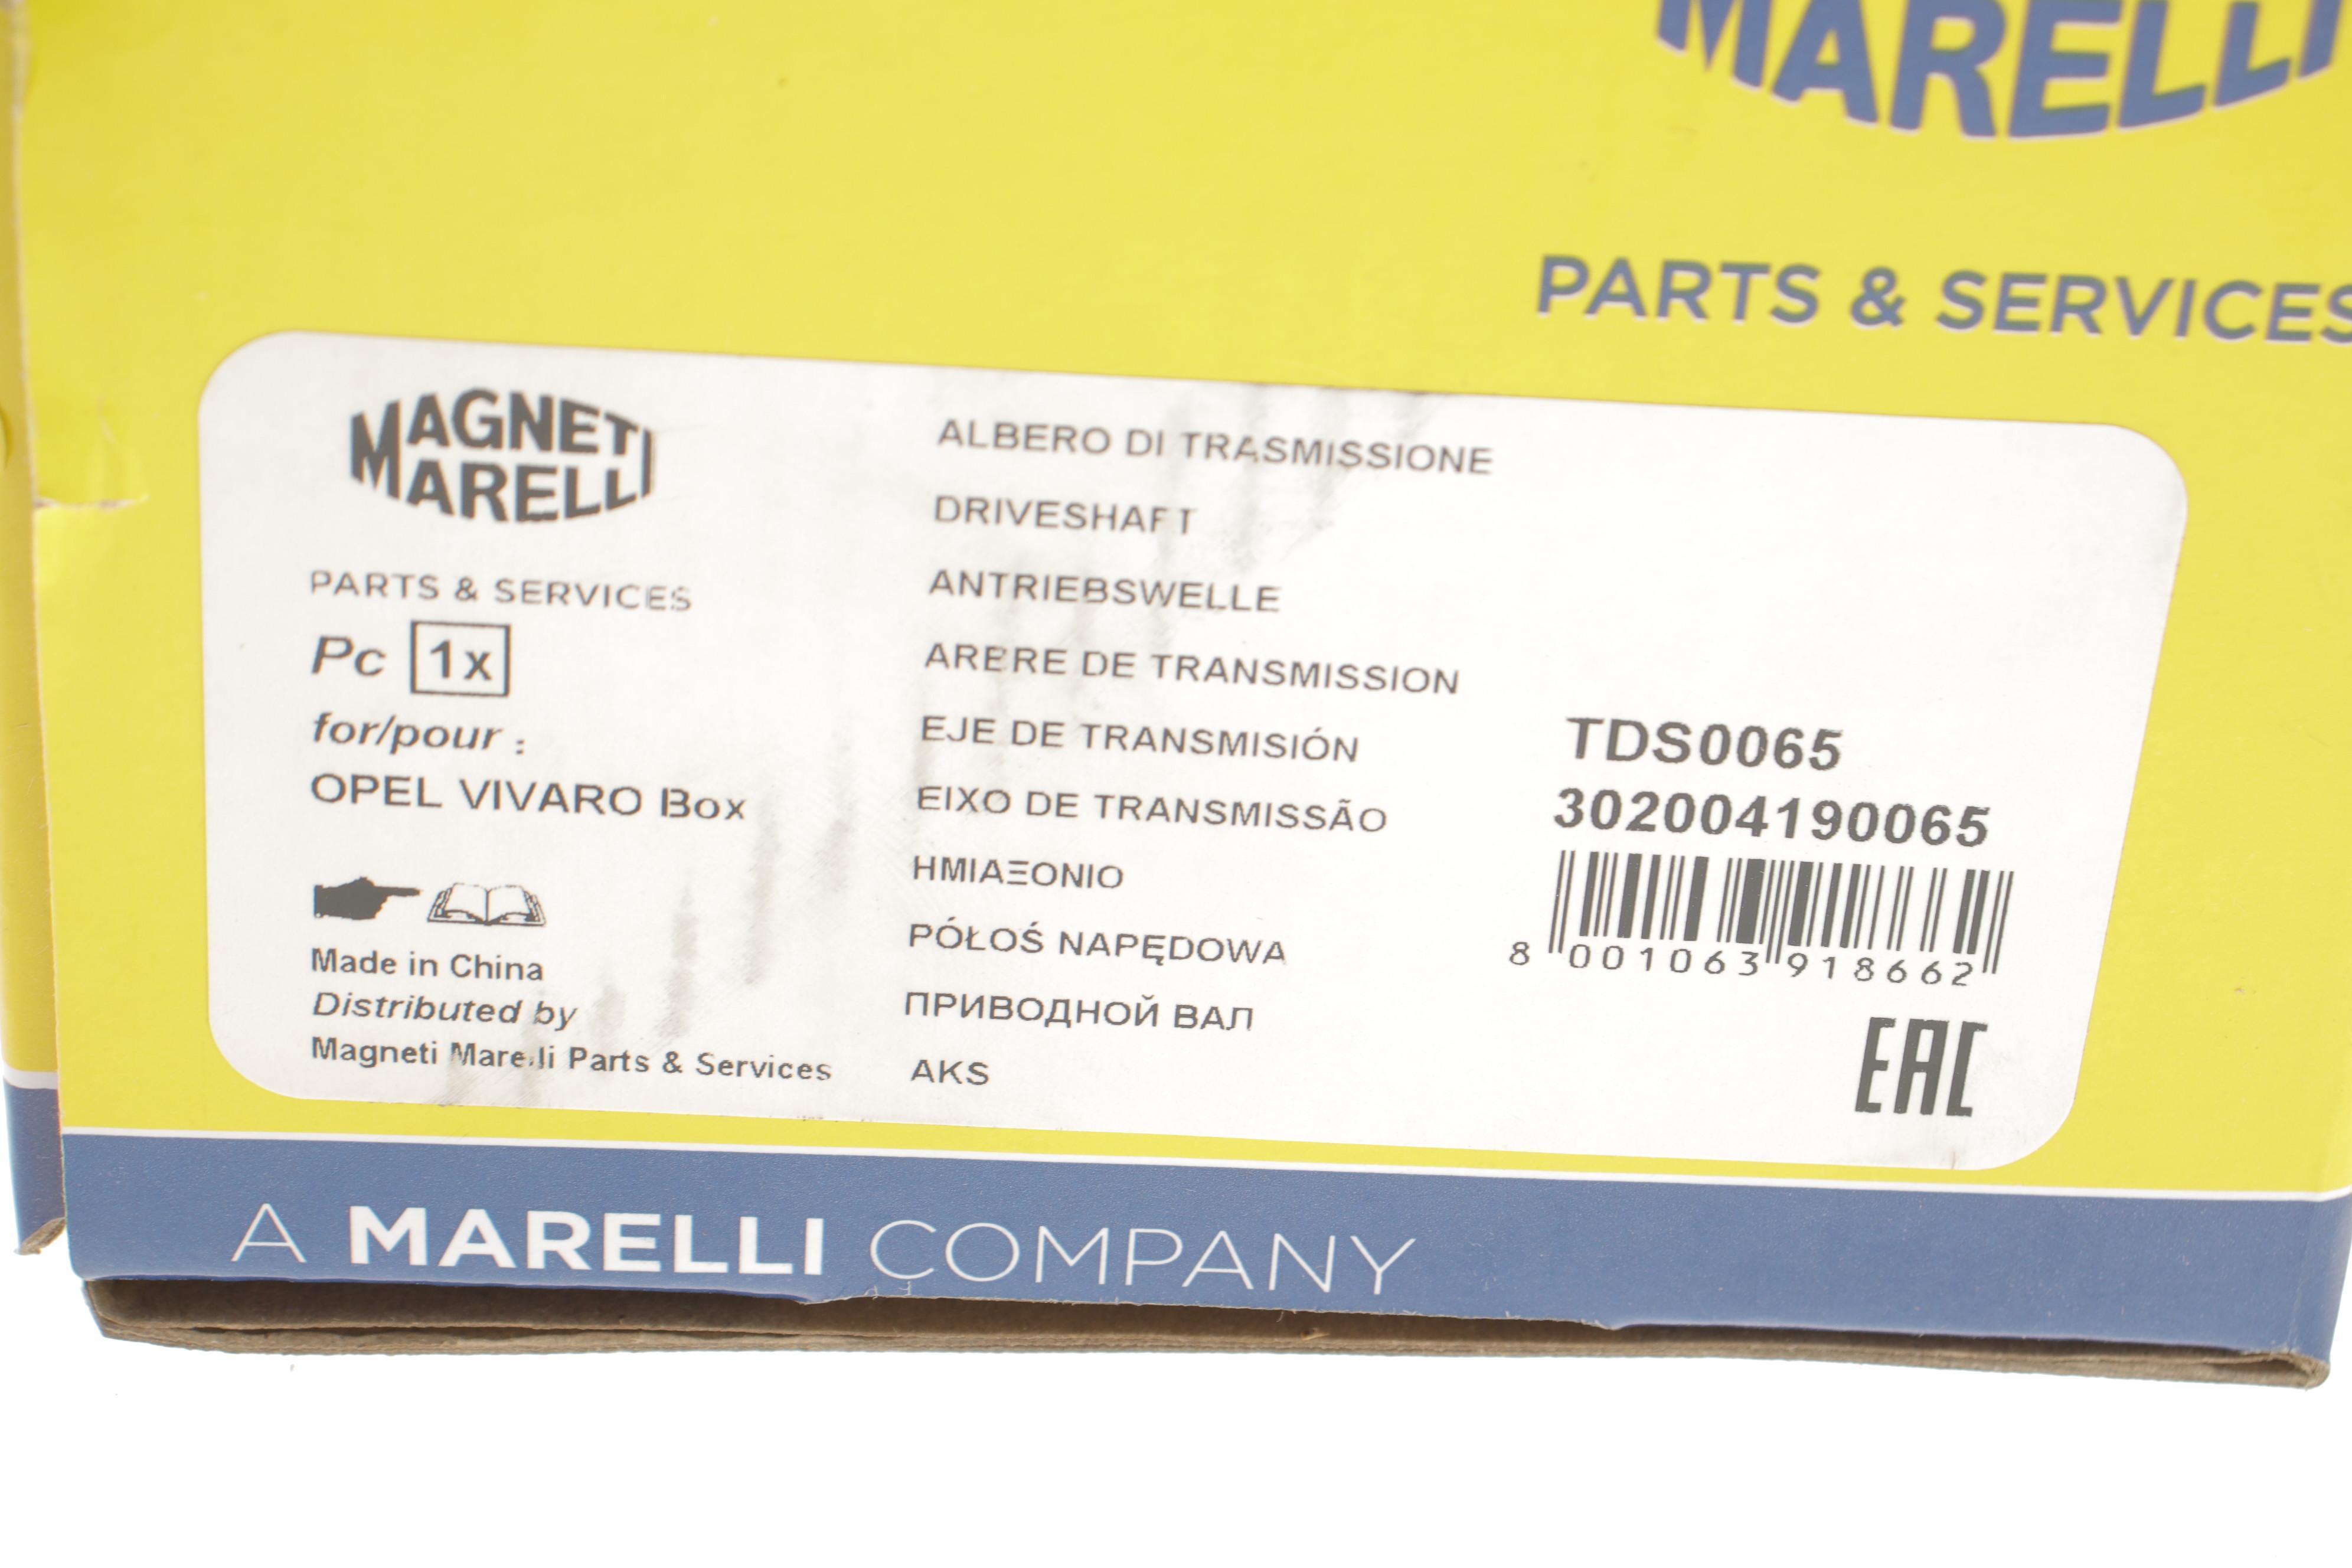 MARELLI
PARTS & SERVICES
MAGNETI
MARELLI
PARTS & SERVICES
Pc 1x
for/pour :
OPEL VIVARO Box
Made in China
Distributed by
Magneti Marelli Parts & Services
ALBERO DI TRASMISSIONE
DRIVESHAFT
ANTRIEBSWELLE
ARBRE DE TRANSMISSION
EJE DE TRANSMISIÓN
EIXO DE TRANSMISSÃO
ΗΜΙΑΞΟΝΙΟ
PÓŁOŚ NAPĘDOWA
ПРИВОДНОЙ ВАЛ
AKS
TDS0065
302004190065
8 001063 918662
EAC
A MARELLI COMPANY